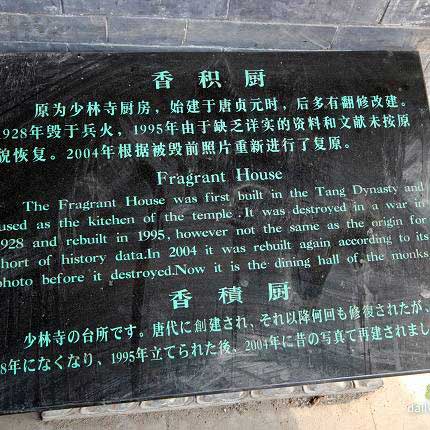 香积厨
原为少林寺厨房，始建于唐贞元时，后多有翻修改建。
1928年毁于兵火，1995年由于缺乏详实的资料和文献未按原
貌恢复。2004年根据被毁前照片重新进行了复原。
Fragrant House
The Fragrant House was first built in the Tang Dynasty and
used as the kitchen of the temple. It was destroyed in a war in
1928 and rebuilt in 1995, however not the same as the origin for
short of history data.In 2004 it was rebuilt again according to its
photo before it destroyed.Now it is the dining hall of the monks
香積厨
少林寺の台所です。唐代に創建され、それ以降何回も修復されたが、
8年になくなり、1995年立てられた後、2004年に昔の写真で再建されまし
daily